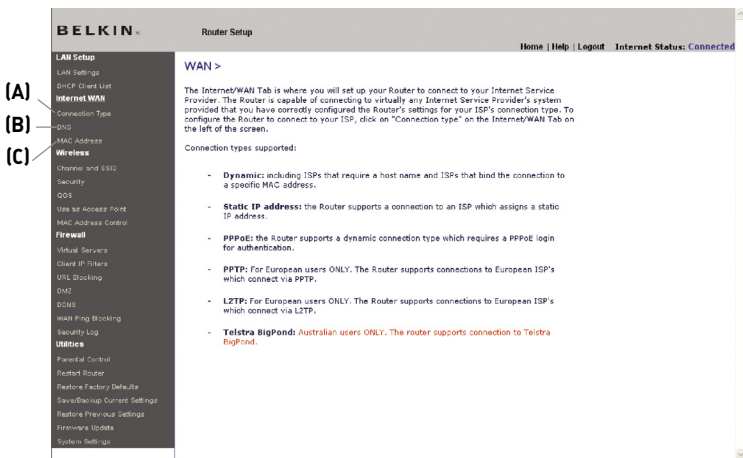 BELKIN®
Router Setup
Home | Help | Logout Internet Status: Connected
LAN Setup
LAN Settings
DHCP Client List
Internet WAN
(A)
Connection Type
(B)
DNS
(C)
MAC Address
Wireless
Channel and SSID
Security
QOS
Use as Access Point
MAC Address Control
Firewall
Virtual Servers
Client IP Filters
URL Blocking
DMZ
DDNS
WAN Ping Blocking
Security Log
Utilities
Parental Control
Restart Router
Restore Factory Defaults
Save/Backup Current Settings
Restore Previous Settings
Firmware Update
System Settings
WAN >
The Internet/WAN Tab is where you will set up your Router to connect to your Internet Service
Provider. The Router is capable of connecting to virtually any Internet Service Provider's system
provided that you have correctly configured the Router's settings for your ISP's connection type. To
configure the Router to connect to your ISP, click on "Connection type" on the Internet/WAN Tab on
the left of the screen.
Connection types supported:
- Dynamic: including ISPs that require a host name and ISPs that bind the connection to
a specific MAC address.
- Static IP address: the Router supports a connection to an ISP which assigns a static
IP address.
- PPPoE: the Router supports a dynamic connection type which requires a PPPoE login
for authentication.
- PPTP: For European users ONLY. The Router supports connections to European ISP's
which connect via PPTP.
- L2TP: For European users ONLY. The Router supports connections to European ISP's
which connect via L2TP.
- Telstra BigPond: Australian users ONLY. The router supports connection to Telstra
BigPond.